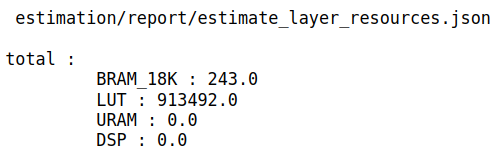 estimation/report/estimate_layer_resources.json
total :
BRAM_18K : 243.0
LUT : 913492.0
URAM : 0.0
DSP : 0.0